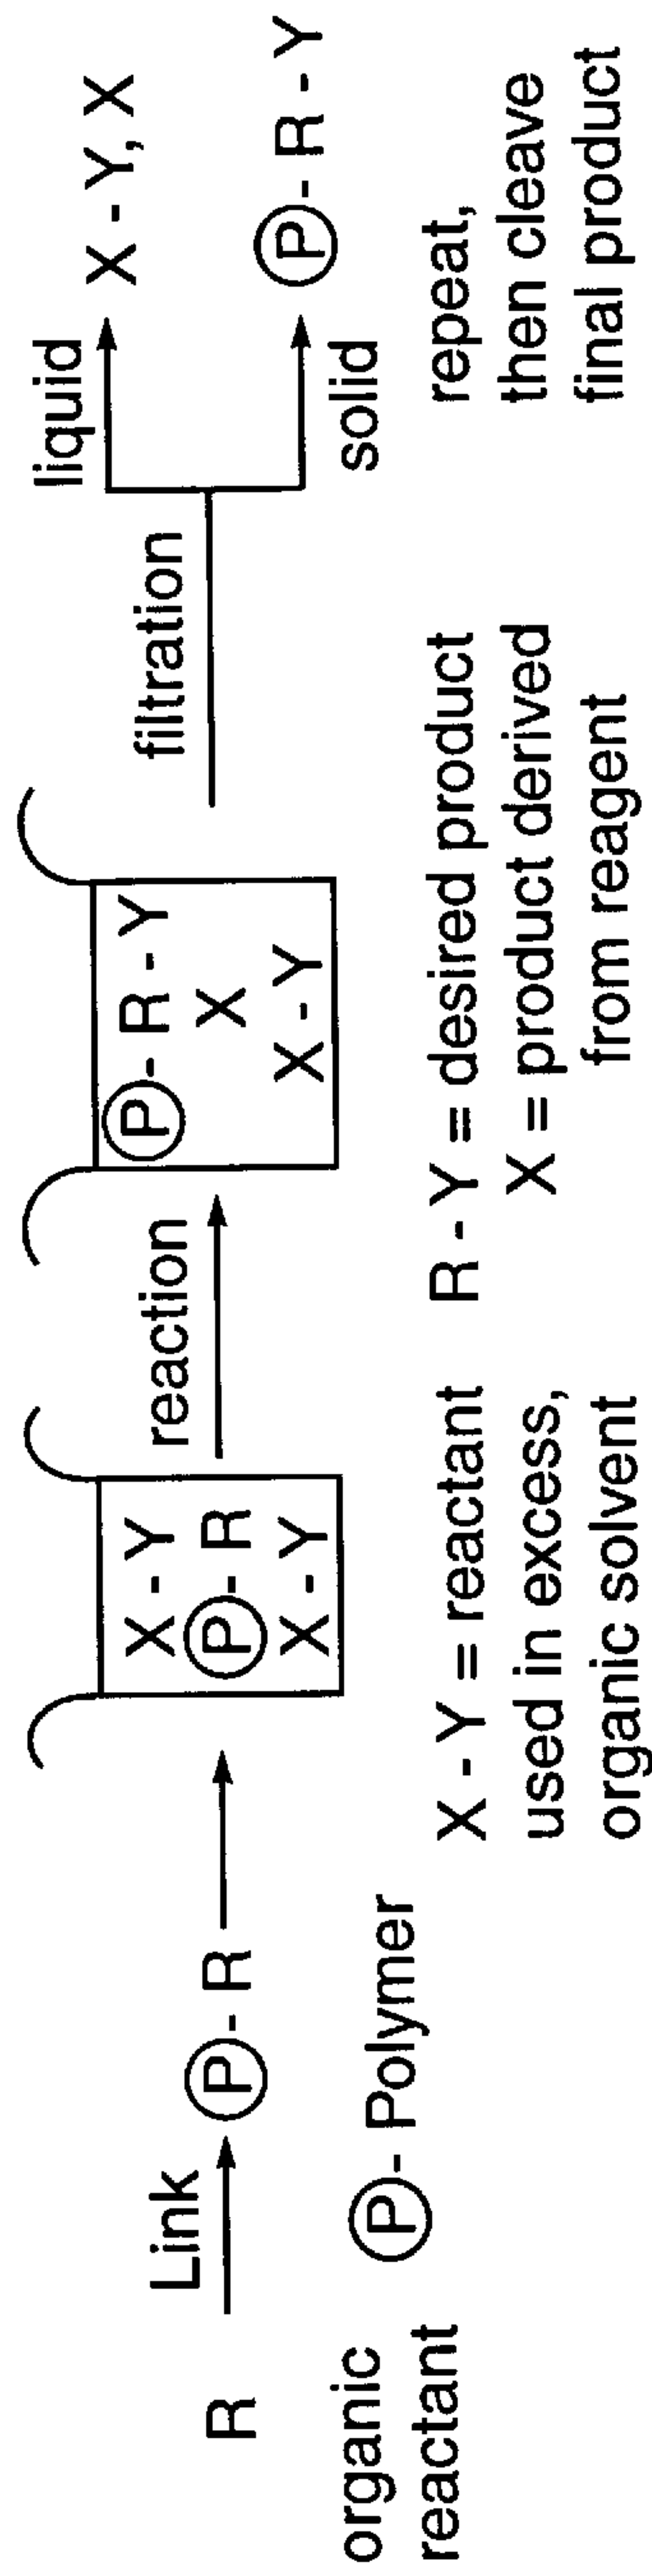 R
Link
Ⓟ- R
X - Y
Ⓟ- R
X - Y
reaction
Ⓟ- R - Y
X
X - Y
filtration
liquid
X - Y, X
solid
Ⓟ- R - Y
organic
reactant
Ⓟ- Polymer
X - Y = reactant
used in excess,
organic solvent
R - Y = desired product
X = product derived
from reagent
repeat,
then cleave
final product